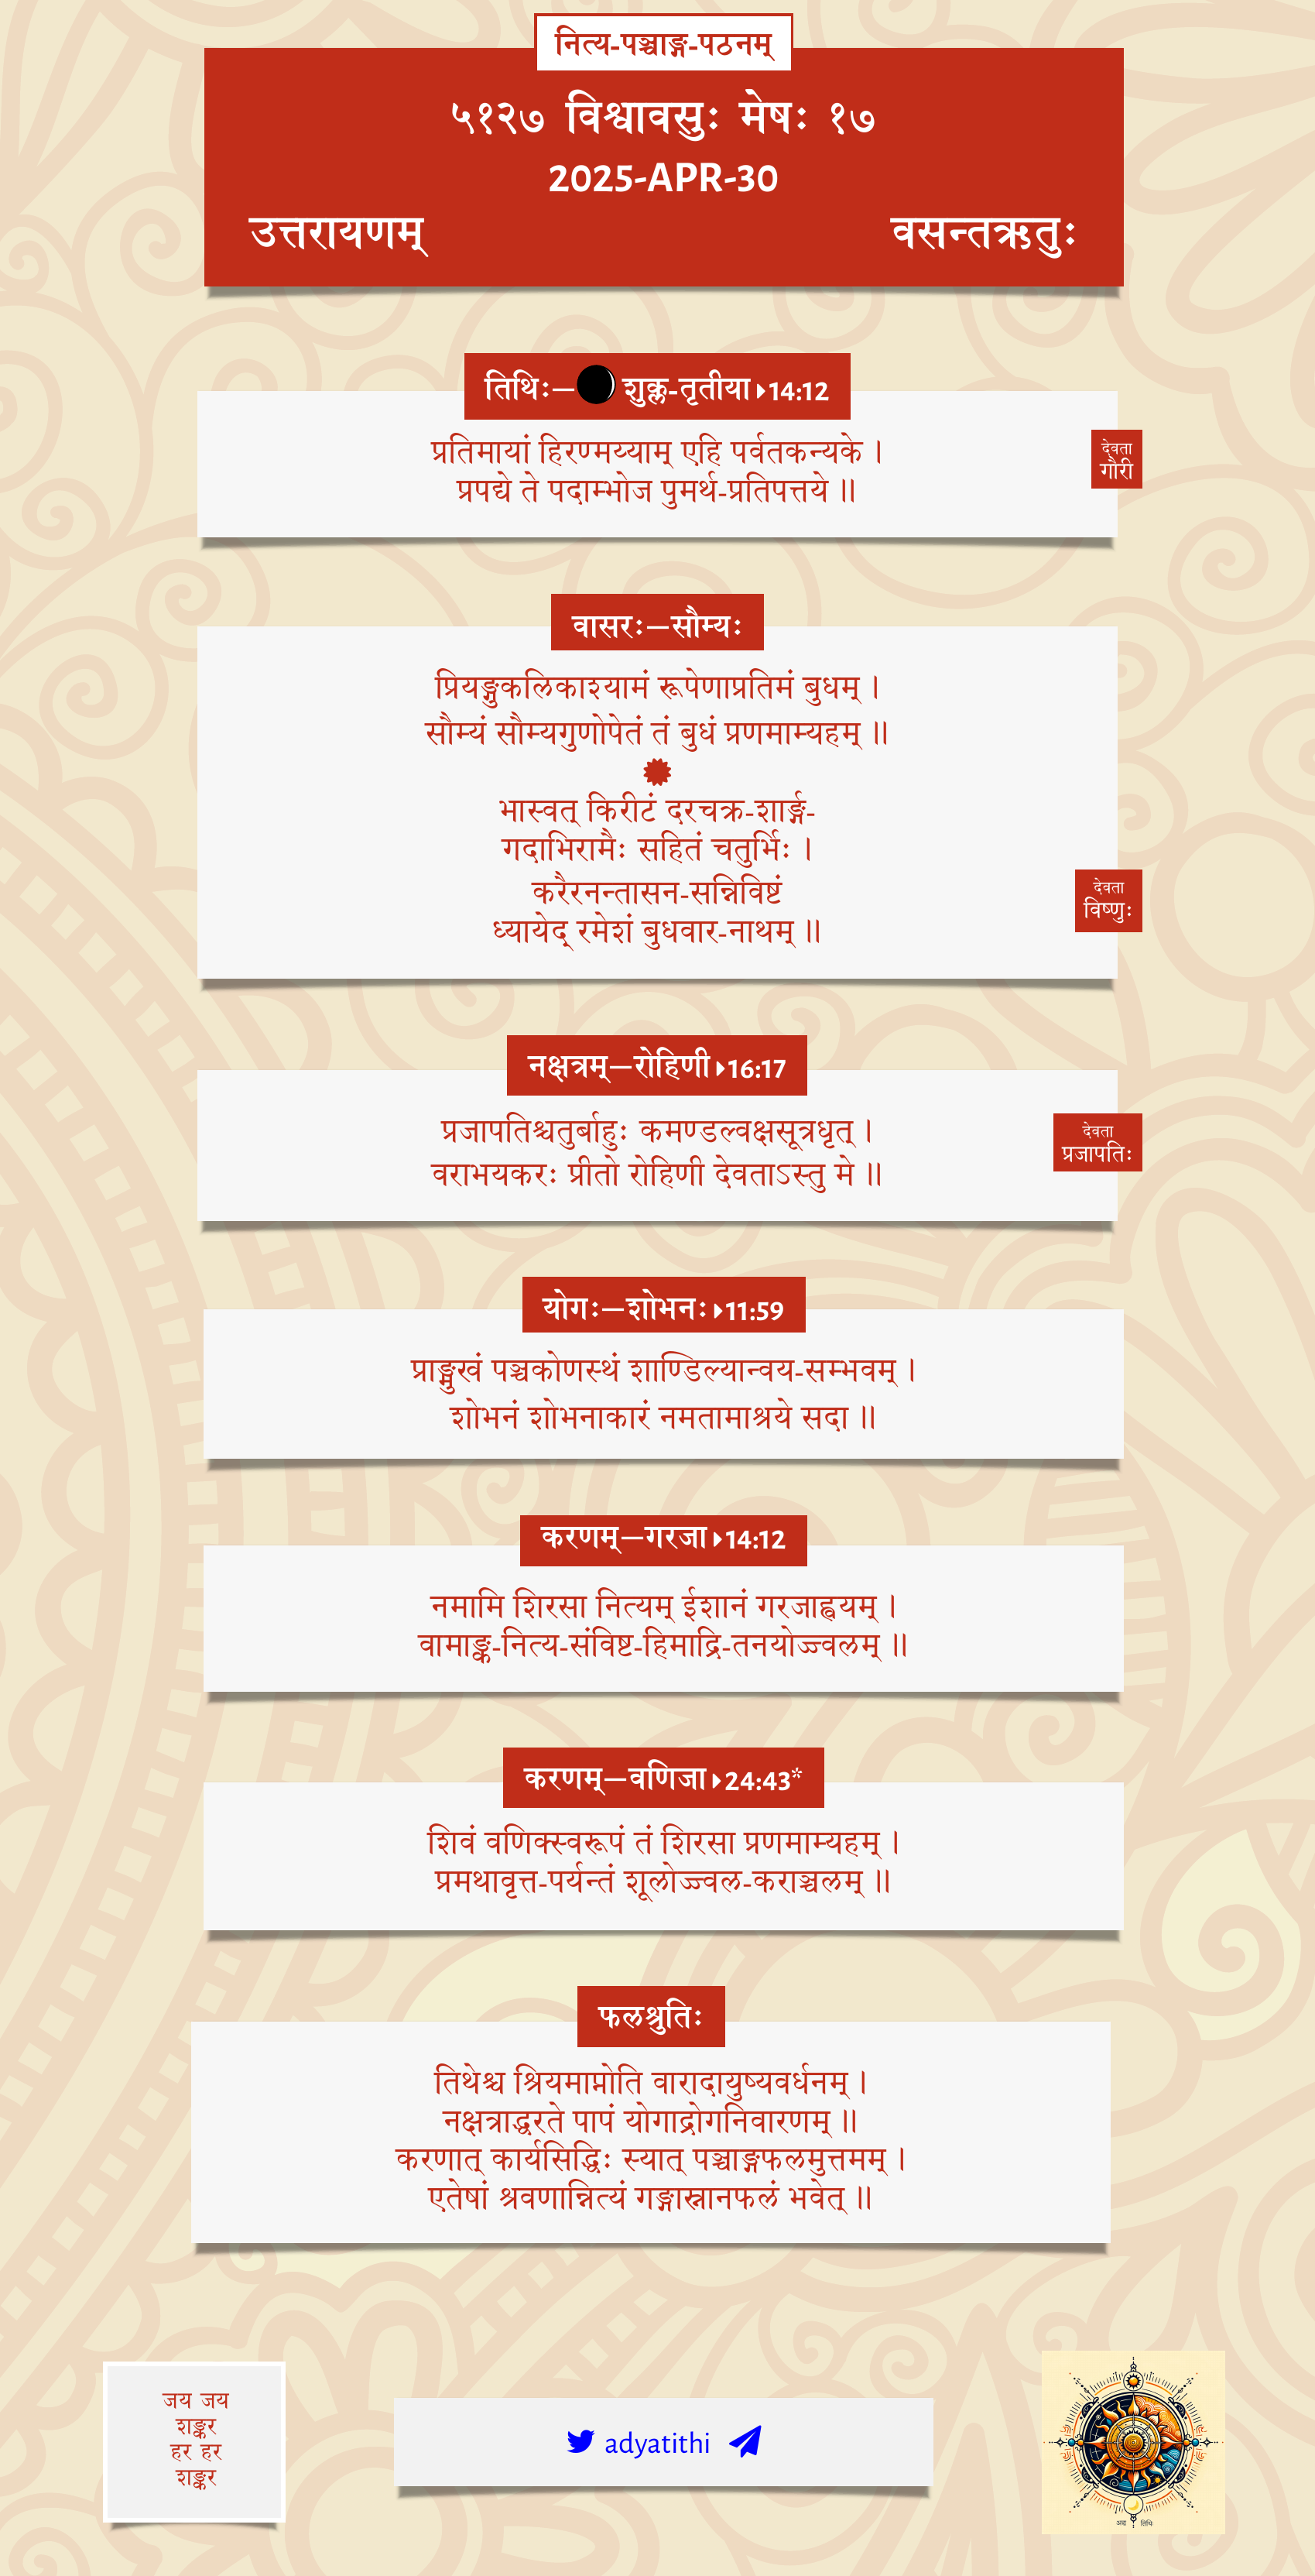 नित्य-पञ्चाङ्ग-पठनम्
५१२७ विश्वावसुः मेषः १७
2025-APR-30
उत्तरायणम् वसन्तऋतुः
तिथिः—शुक्ल-तृतीया 14:12
प्रतिमायां हिरण्मय्याम् एहि पर्वतकन्यके ।
प्रपद्ये ते पदाम्भोज पुमर्थ-प्रतिपत्तये ॥
देवता
गौरी
वासरः—सौम्यः
प्रियङ्गुकलिकाश्यामं रूपेणाप्रतिमं बुधम् ।
सौम्यं सौम्यगुणोपेतं तं बुधं प्रणमाम्यहम् ॥
भास्वत् किरीटं दरचक्र-शार्ङ्ग-
गदाभिरामैः सहितं चतुर्भिः ।
करैरनन्तासन-सन्निविष्टं
ध्यायेद् रमेशं बुधवार-नाथम् ॥
देवता
विष्णुः
नक्षत्रम्—रोहिणी 16:17
प्रजापतिश्चतुर्बाहुः कमण्डल्वक्षसूत्रधृत् ।
वराभयकरः प्रीतो रोहिणी देवताऽस्तु मे ॥
देवता
प्रजापतिः
योगः—शोभनः 11:59
प्राङ्मुखं पञ्चकोणस्थं शाण्डिल्यान्वय-सम्भवम् ।
शोभनं शोभनाकारं नमतामाश्रये सदा ॥
करणम्—गरजा 14:12
नमामि शिरसा नित्यम् ईशानं गरजाह्वयम् ।
वामाङ्क-नित्य-संविष्ट-हिमाद्रि-तनयोज्ज्वलम् ॥
करणम्—वणिजा 24:43*
शिवं वणिक्स्वरूपं तं शिरसा प्रणमाम्यहम् ।
प्रमथावृत्त-पर्यन्तं शूलोज्ज्वल-कराञ्चलम् ॥
फलश्रुतिः
तिथेश्च श्रियमाप्नोति वारादायुष्यवर्धनम् ।
नक्षत्राद्धरते पापं योगाद्रोगनिवारणम् ॥
करणात् कार्यसिद्धिः स्यात् पञ्चाङ्गफलमुत्तमम् ।
एतेषां श्रवणान्नित्यं गङ्गास्नानफलं भवेत् ॥
जय जय
शङ्कर
हर हर
शङ्कर
adyatithi
अद्य तिथिः